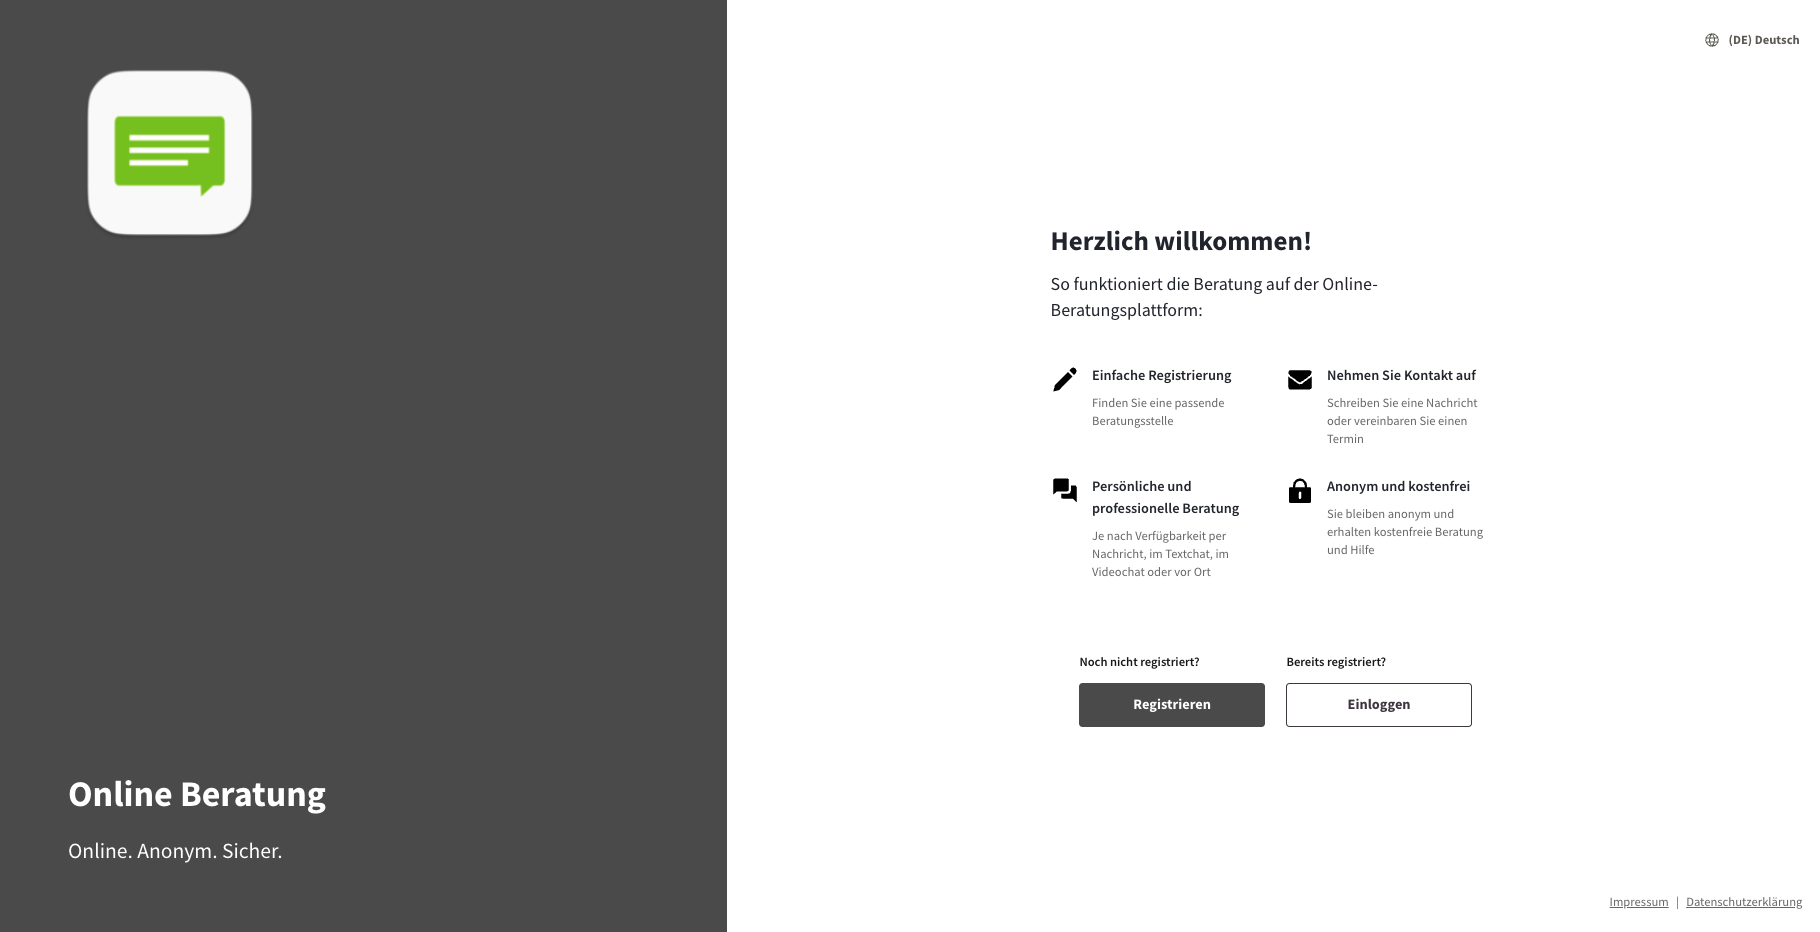 (DE) Deutsch
Online Beratung
Online. Anonym. Sicher.
Herzlich willkommen!
So funktioniert die Beratung auf der Online-
Beratungsplattform:
Einfache Registrierung
Finden Sie eine passende
Beratungsstelle
Nehmen Sie Kontakt auf
Schreiben Sie eine Nachricht
oder vereinbaren Sie einen
Termin
Persönliche und
professionelle Beratung
Je nach Verfügbarkeit per
Nachricht, im Textchat, im
Videochat oder vor Ort
Anonym und kostenfrei
Sie bleiben anonym und
erhalten kostenfreie Beratung
und Hilfe
Noch nicht registriert?
Registrieren
Bereits registriert?
Einloggen
Impressum | Datenschutzerklärung